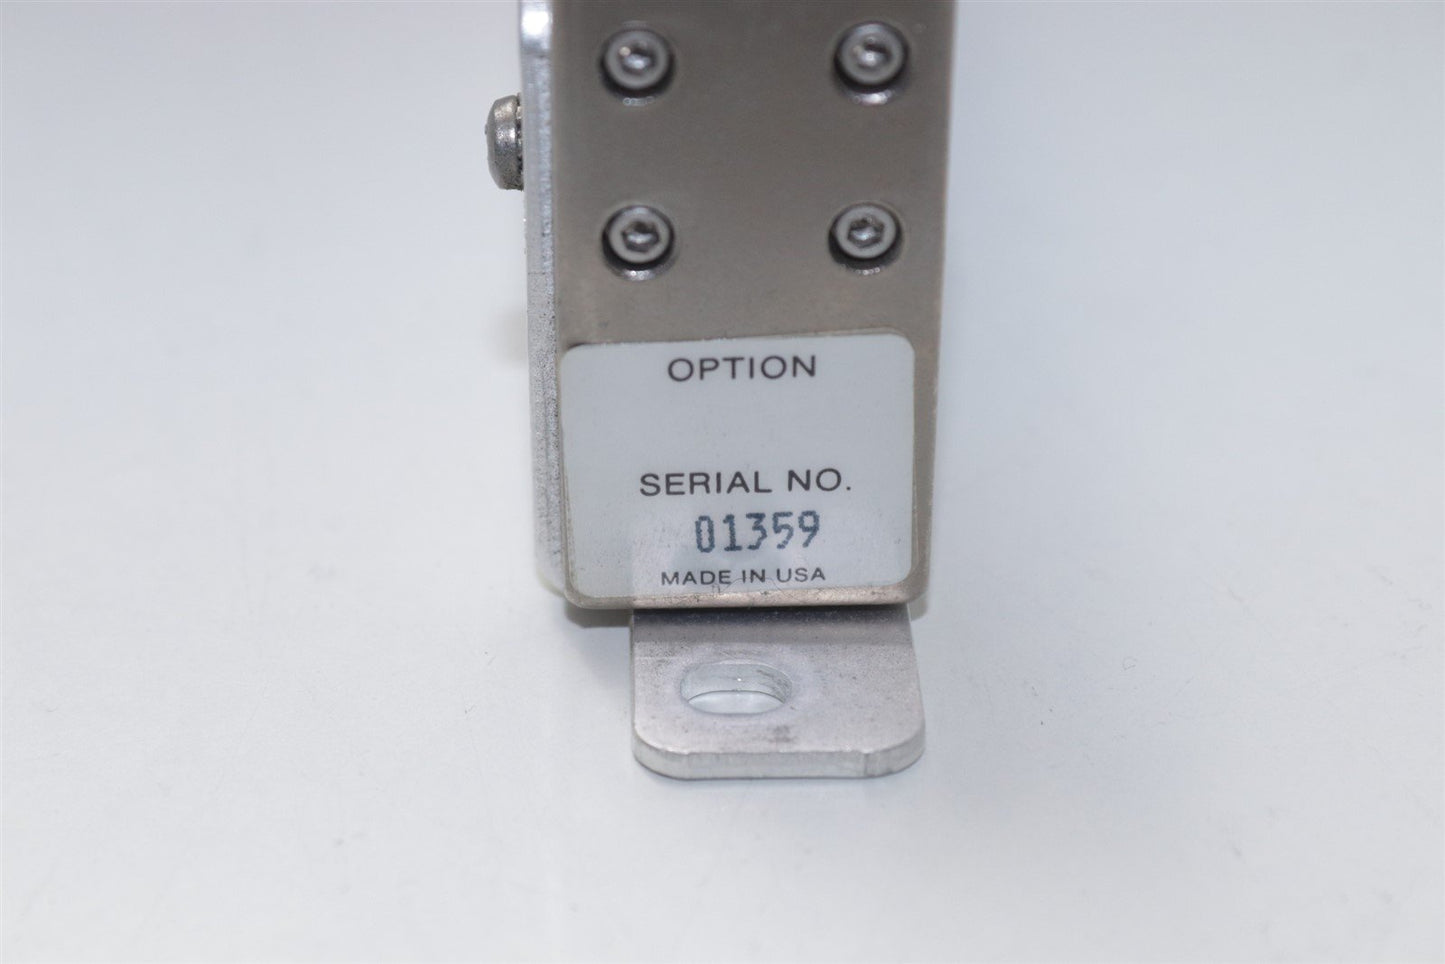 OPTION
SERIAL NO.
01359
MADE IN USA